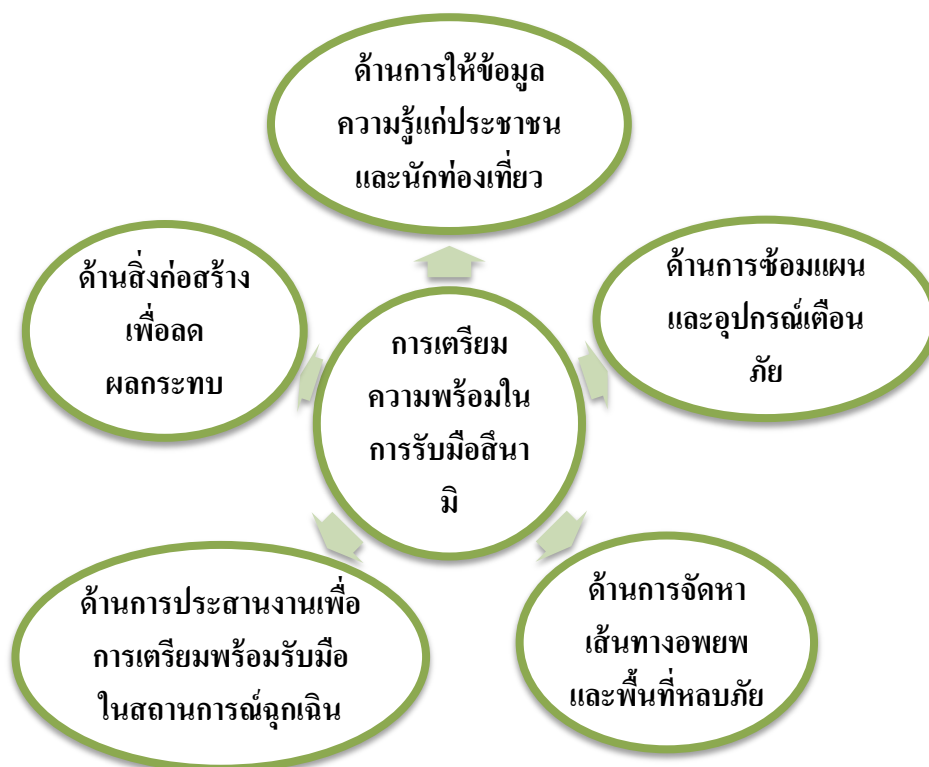 ด้านการให้ข้อมูล
ความรู้แก่ประชาชน
และนักท่องเที่ยว
ด้านสิ่งก่อสร้าง
เพื่อลด
ผลกระทบ
การเตรียม
ความพร้อมใน
การรับมือสึนา
มิ
ด้านการซ้อมแผน
และอุปกรณ์เตือน
ภัย
ด้านการประสานงานเพื่อ
การเตรียมพร้อมรับมือ
ในสถานการณ์ฉุกเฉิน
ด้านการจัดหา
เส้นทางอพยพ
และพื้นที่หลบภัย